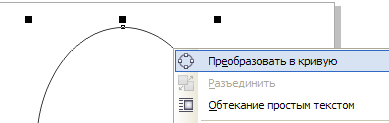 Преобразовать в кривую
Разъединить
Обтекание простым текстом